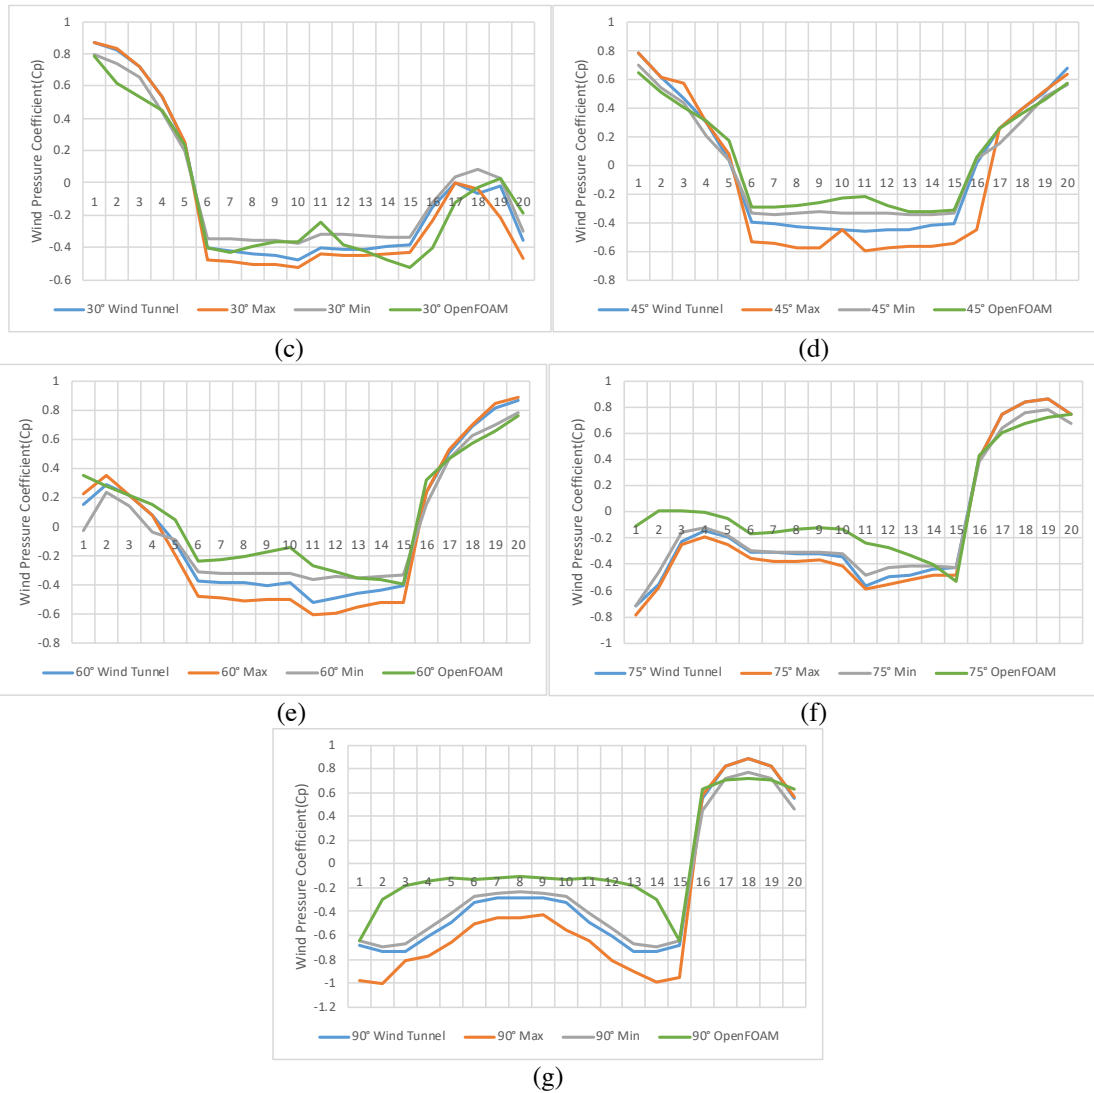 1
0.8
0.6
0.4
0.2
0
-0.2
-0.4
-0.6
Wind Pressure Coefficient(Cp)
1 2 3 4 5 6 7 8 9 10 11 12 13 14 15 16 17 18 19 20
30° Wind Tunnel 30° Max 30° Min 30° OpenFOAM
(c)
1
0.8
0.6
0.4
0.2
0
-0.2
-0.4
-0.6
-0.8
Wind Pressure Coefficient(Cp)
1 2 3 4 5 6 7 8 9 10 11 12 13 14 15 16 17 18 19 20
45° Wind Tunnel 45° Max 45° Min 45° OpenFOAM
(d)
1
0.8
0.6
0.4
0.2
0
-0.2
-0.4
-0.6
-0.8
Wind Pressure Coefficient(Cp)
1 2 3 4 5 6 7 8 9 10 11 12 13 14 15 16 17 18 19 20
60° Wind Tunnel 60° Max 60° Min 60° OpenFOAM
(e)
1
0.8
0.6
0.4
0.2
0
-0.2
-0.4
-0.6
-0.8
-1
Wind Pressure Coefficient(Cp)
1 2 3 4 5 6 7 8 9 10 11 12 13 14 15 16 17 18 19 20
75° Wind Tunnel 75° Max 75° Min 75° OpenFOAM
(f)
1
0.8
0.6
0.4
0.2
0
-0.2
-0.4
-0.6
-0.8
-1
-1.2
Wind Pressure Coefficient(Cp)
1 2 3 4 5 6 7 8 9 10 11 12 13 14 15 16 17 18 19 20
90° Wind Tunnel 90° Max 90° Min 90° OpenFOAM
(g)